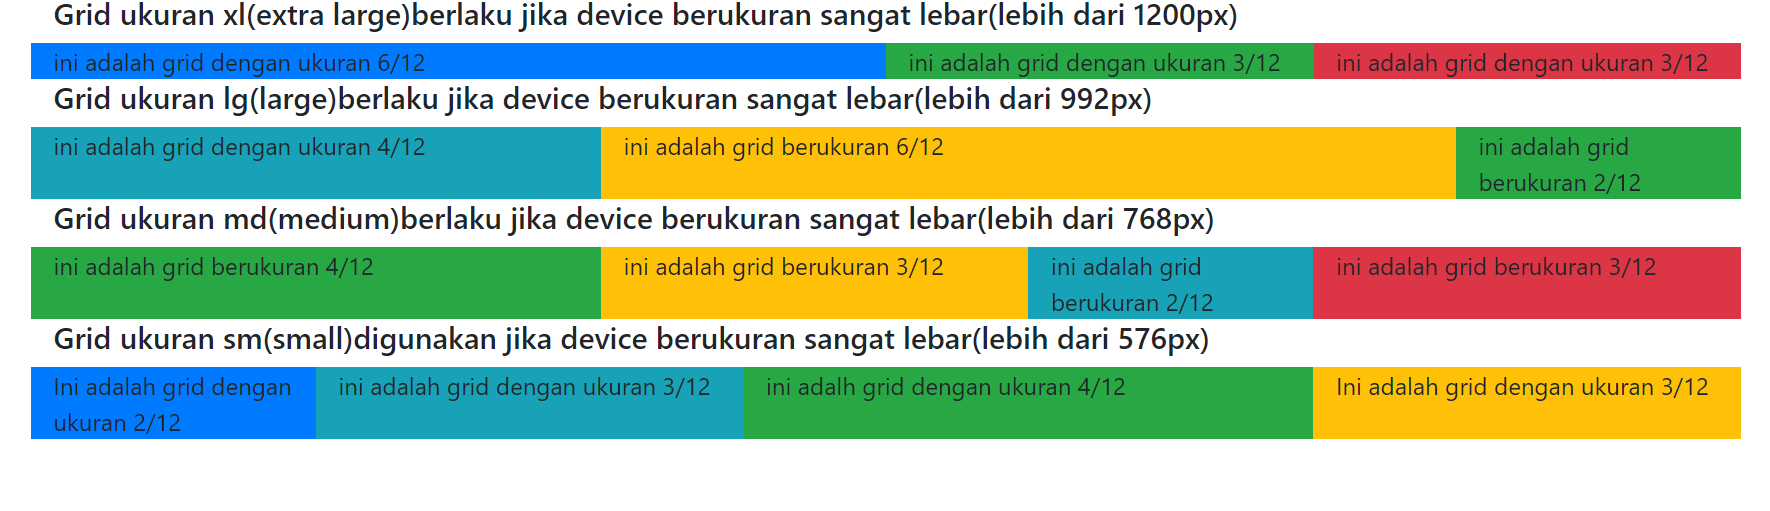 Grid ukuran xl(extra large)berlaku jika device berukuran sangat lebar(lebih dari 1200px)
ini adalah grid dengan ukuran 6/12
ini adalah grid dengan ukuran 3/12
ini adalah grid dengan ukuran 3/12
Grid ukuran lg(large)berlaku jika device berukuran sangat lebar(lebih dari 992px)
ini adalah grid dengan ukuran 4/12
ini adalah grid berukuran 6/12
ini adalah grid
berukuran 2/12
Grid ukuran md(medium)berlaku jika device berukuran sangat lebar(lebih dari 768px)
ini adalah grid berukuran 4/12
ini adalah grid berukuran 3/12
ini adalah grid
berukuran 2/12
ini adalah grid berukuran 3/12
Grid ukuran sm(small)digunakan jika device berukuran sangat lebar(lebih dari 576px)
Ini adalah grid dengan
ukuran 2/12
ini adalah grid dengan ukuran 3/12
ini adalh grid dengan ukuran 4/12
Ini adalah grid dengan ukuran 3/12